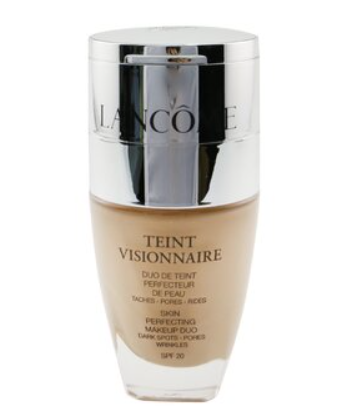 LANCÔME
TEINT
VISIONNAIRE
DUO DE TEINT
PERFECTEUR
DE PEAU
TACHES - PORES - RIDES
SKIN
PERFECTING
MAKEUP DUO
DARK SPOTS - PORES
WRINKLES
SPF 20